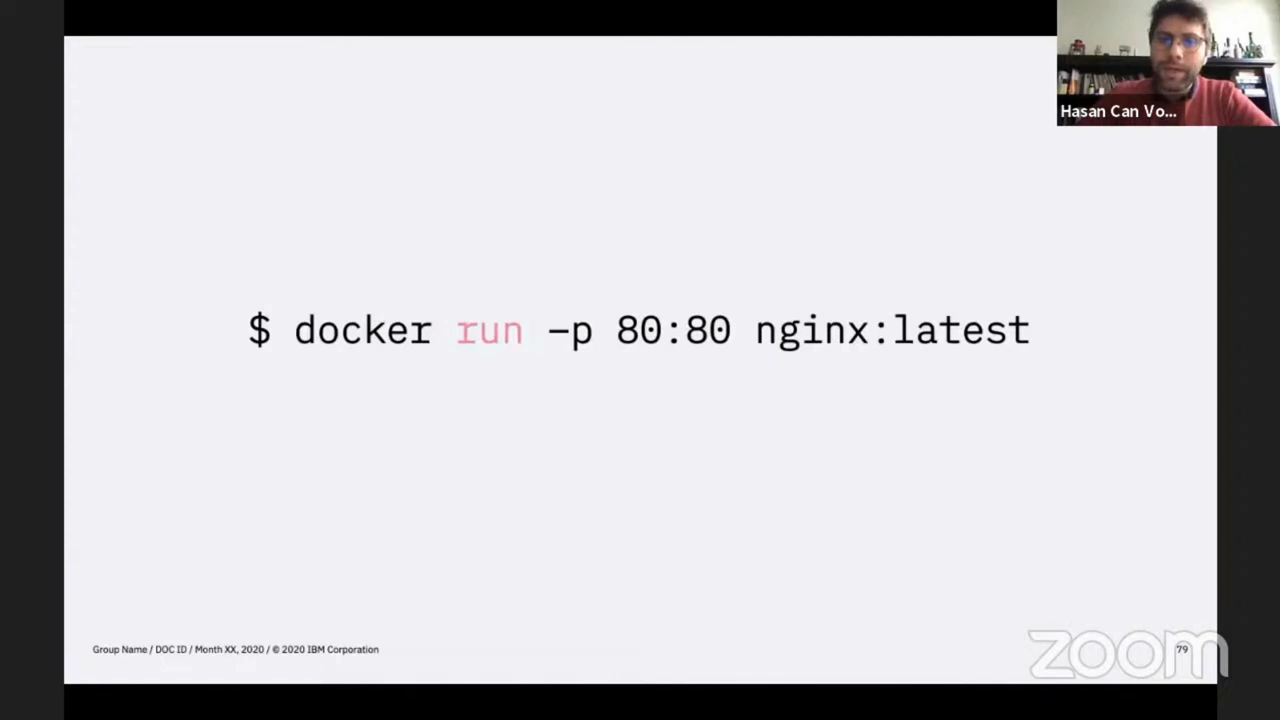 Hasan Can Vo...
$ docker run -p 80:80 nginx:latest
Group Name / DOC ID / Month XX, 2020 / © 2020 IBM Corporation
79
zoom